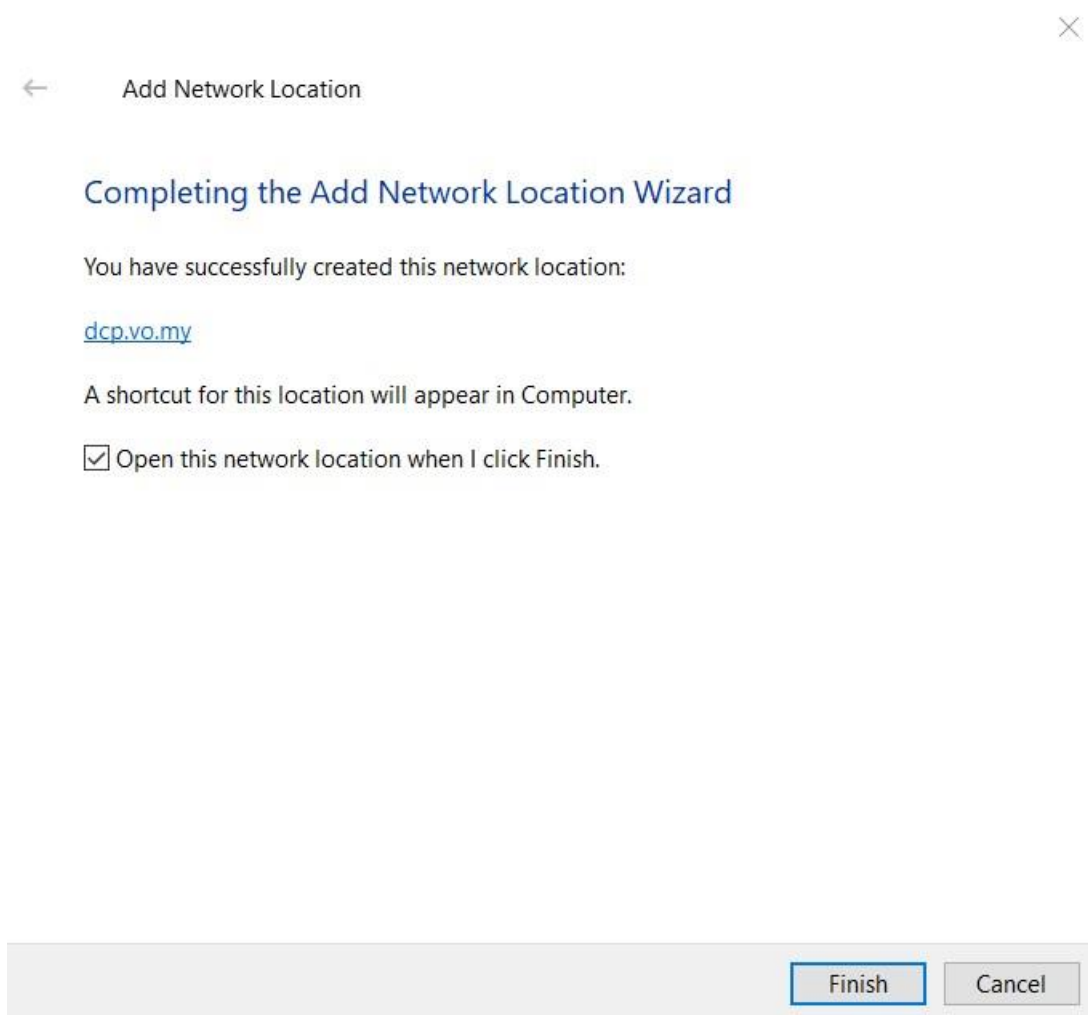 Add Network Location
Completing the Add Network Location Wizard
You have successfully created this network location:
dcp.vo.my
A shortcut for this location will appear in Computer.
Open this network location when I click Finish.
Finish
Cancel